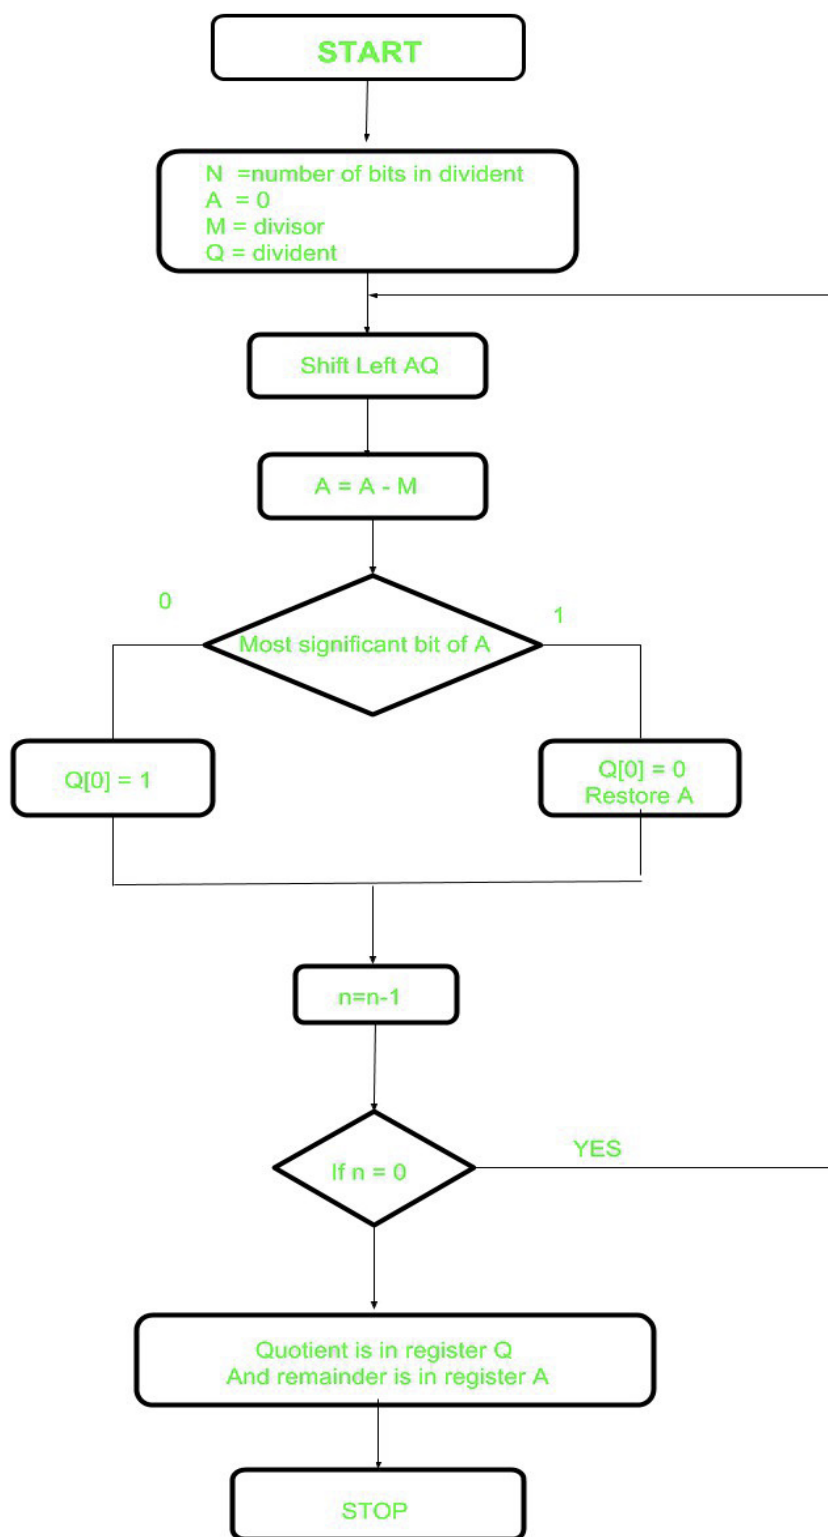 START
N =number of bits in divident
A = 0
M = divisor
Q = divident
Shift Left AQ
A = A - M
0
1
Most significant bit of A
Q[0] = 1
Q[0] = 0
Restore A
n=n-1
YES
If n = 0
Quotient is in register Q
And remainder is in register A
STOP